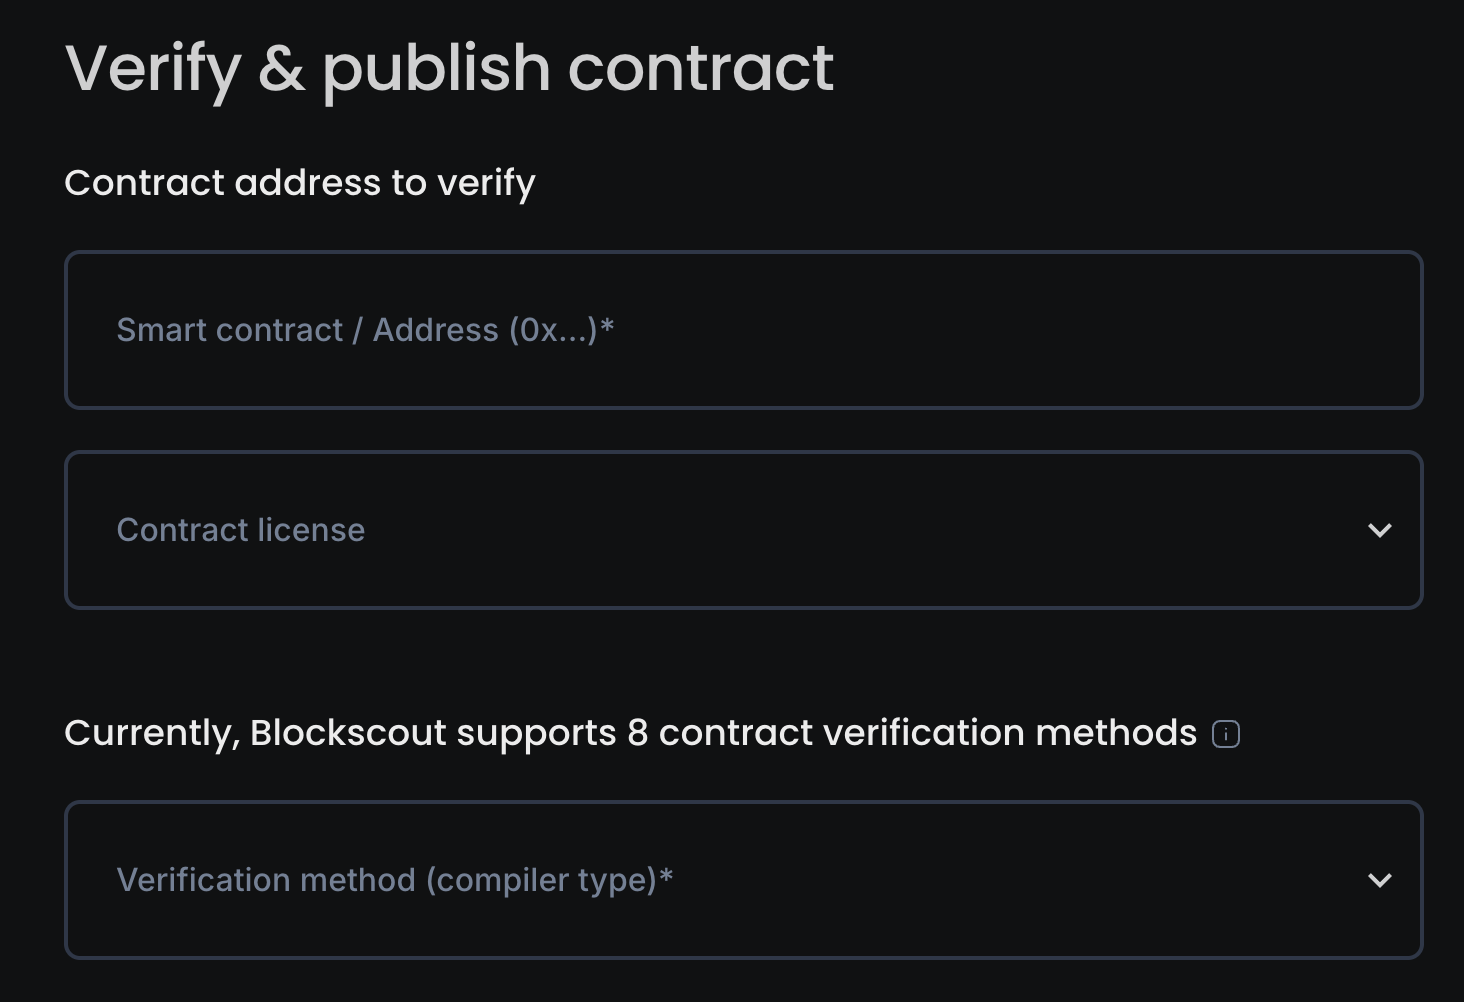 Verify & publish contract
Contract address to verify
Smart contract / Address (0x...)*
Contract license
Currently, Blockscout supports 8 contract verification methods
Verification method (compiler type)*